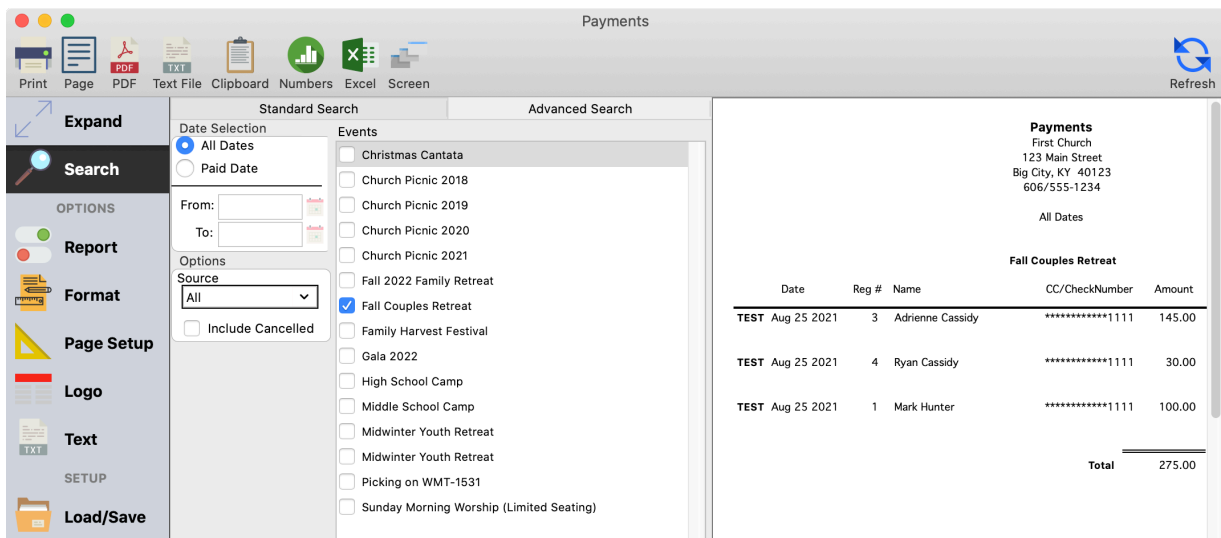 Payments
Print Page PDF Text File Clipboard Numbers Excel Screen Refresh
PDF TXT
Expand
Search
OPTIONS
Report
Format
Page Setup
Logo
Text
TXT
SETUP
Load/Save
Standard Search Advanced Search
Date Selection
All Dates
Paid Date
From:
To:
Options
Source
All
Include Cancelled
Events
Christmas Cantata
Church Picnic 2018
Church Picnic 2019
Church Picnic 2020
Church Picnic 2021
Fall 2022 Family Retreat
Fall Couples Retreat
Family Harvest Festival
Gala 2022
High School Camp
Middle School Camp
Midwinter Youth Retreat
Midwinter Youth Retreat
Picking on WMT-1531
Sunday Morning Worship (Limited Seating)
Payments
First Church
123 Main Street
Big City, KY 40123
606/555-1234
All Dates
Fall Couples Retreat
Date Reg # Name CC/CheckNumber Amount
TEST Aug 25 2021 3 Adrienne Cassidy ************1111 145.00
TEST Aug 25 2021 4 Ryan Cassidy ************1111 30.00
TEST Aug 25 2021 1 Mark Hunter ************1111 100.00
Total 275.00